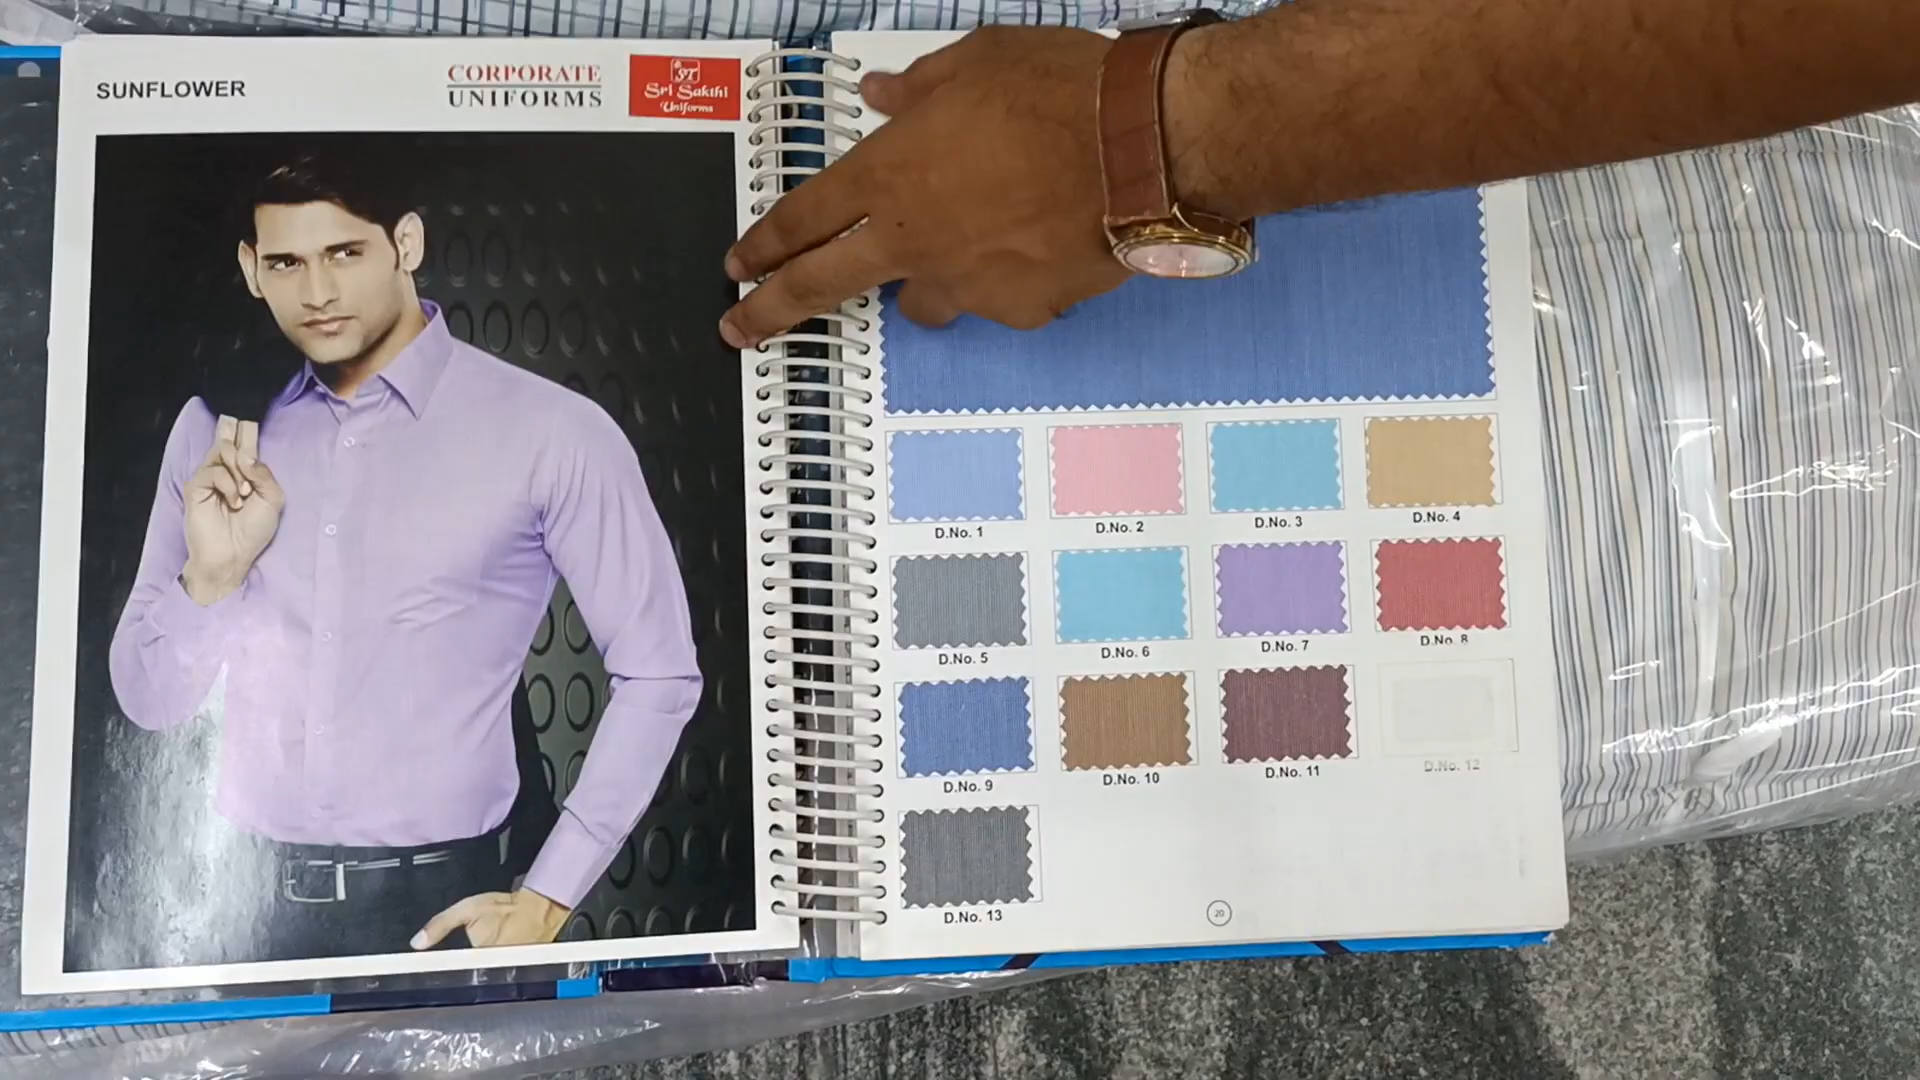 SUNFLOWER
CORPORATE
UNIFORMS
ST
Sri Sakthi
Uniforms
D.No. 1
D.No. 2
D.No. 3
D.No. 4
D.No. 5
D.No. 6
D.No. 7
D.No. 8
D.No. 9
D.No. 10
D.No. 11
D.No. 12
D.No. 13
20